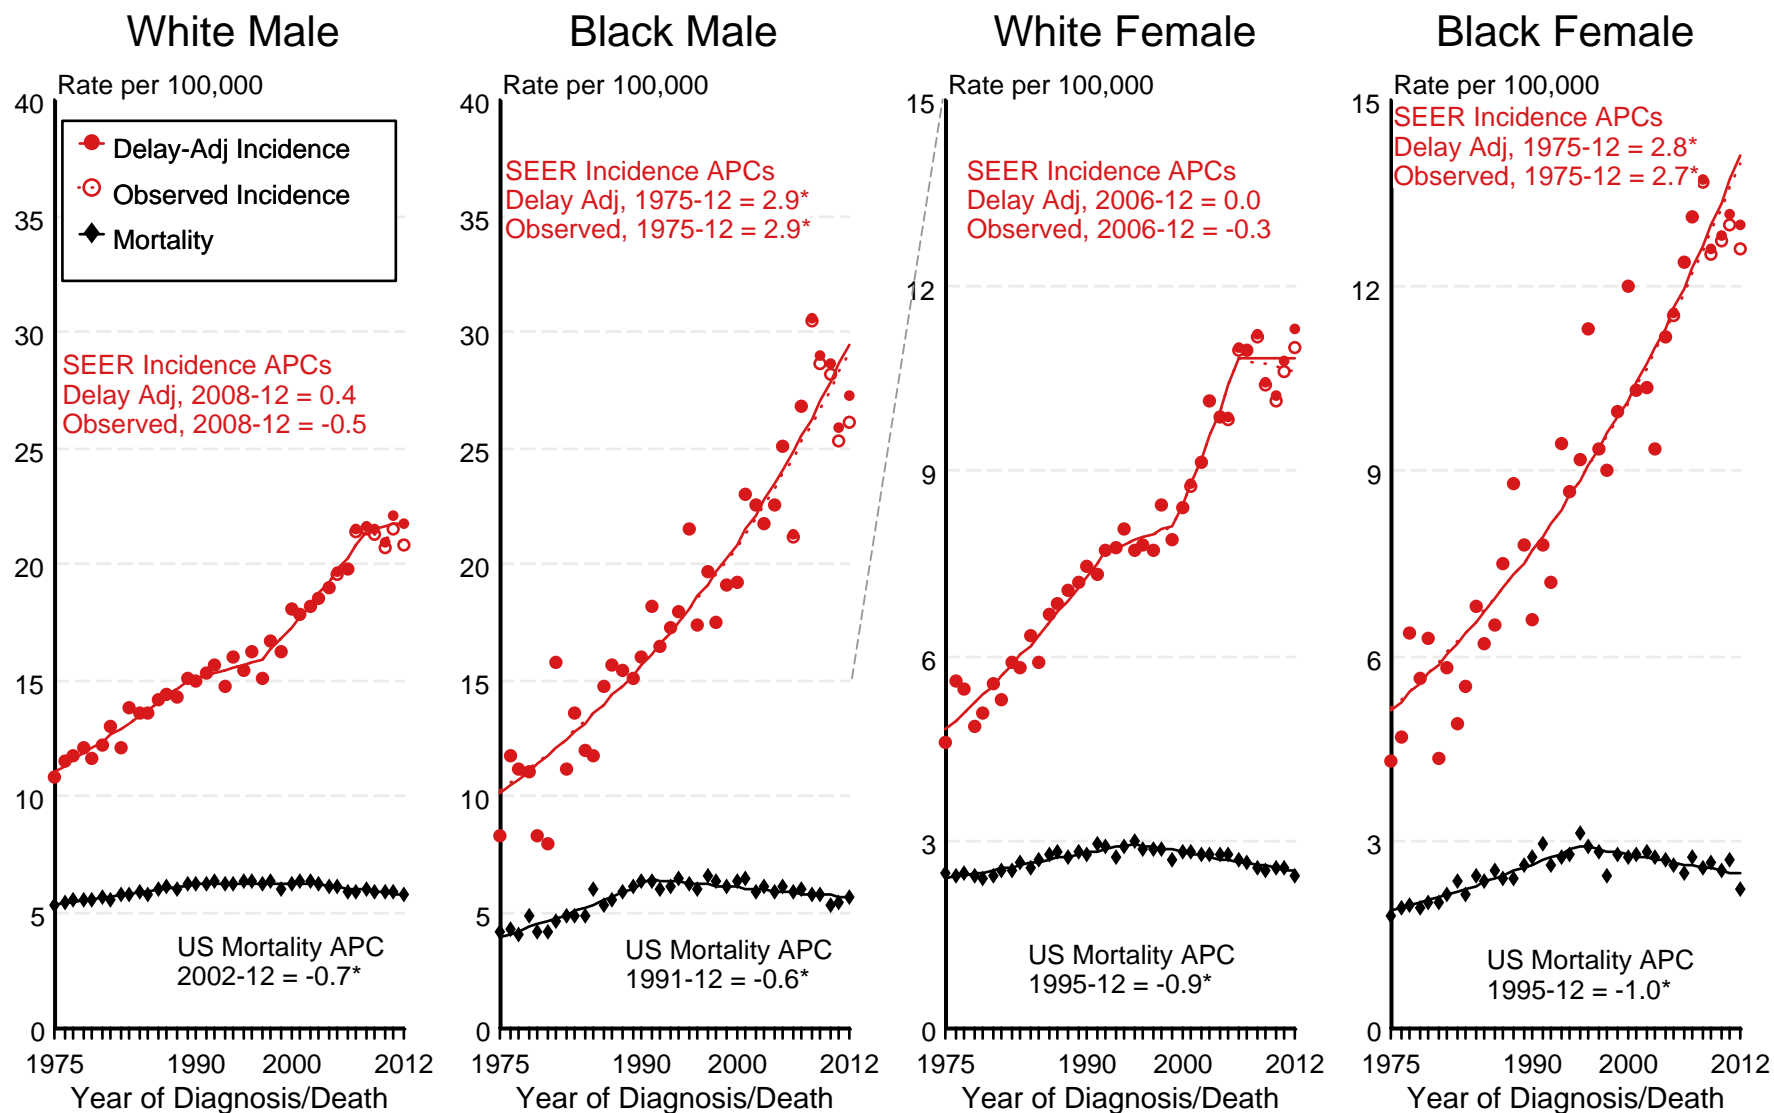 White Male
Rate per 100,000
40
35
30
25
20
15
10
5
0
Delay-Adj Incidence
Observed Incidence
Mortality
SEER Incidence APCs
Delay Adj, 2008-12 = 0.4
Observed, 2008-12 = -0.5
US Mortality APC
2002-12 = -0.7*
1975 1990 2000 2012
Year of Diagnosis/Death
Black Male
Rate per 100,000
40
35
30
25
20
15
10
5
0
SEER Incidence APCs
Delay Adj, 1975-12 = 2.9*
Observed, 1975-12 = 2.9*
US Mortality APC
1991-12 = -0.6*
1975 1990 2000 2012
Year of Diagnosis/Death
White Female
Rate per 100,000
15
12
9
6
3
0
SEER Incidence APCs
Delay Adj, 2006-12 = 0.0
Observed, 2006-12 = -0.3
US Mortality APC
1995-12 = -0.9*
1975 1990 2000 2012
Year of Diagnosis/Death
Black Female
Rate per 100,000
15
12
9
6
3
0
SEER Incidence APCs
Delay Adj, 1975-12 = 2.8*
Observed, 1975-12 = 2.7*
US Mortality APC
1995-12 = -1.0*
1975 1990 2000 2012
Year of Diagnosis/Death